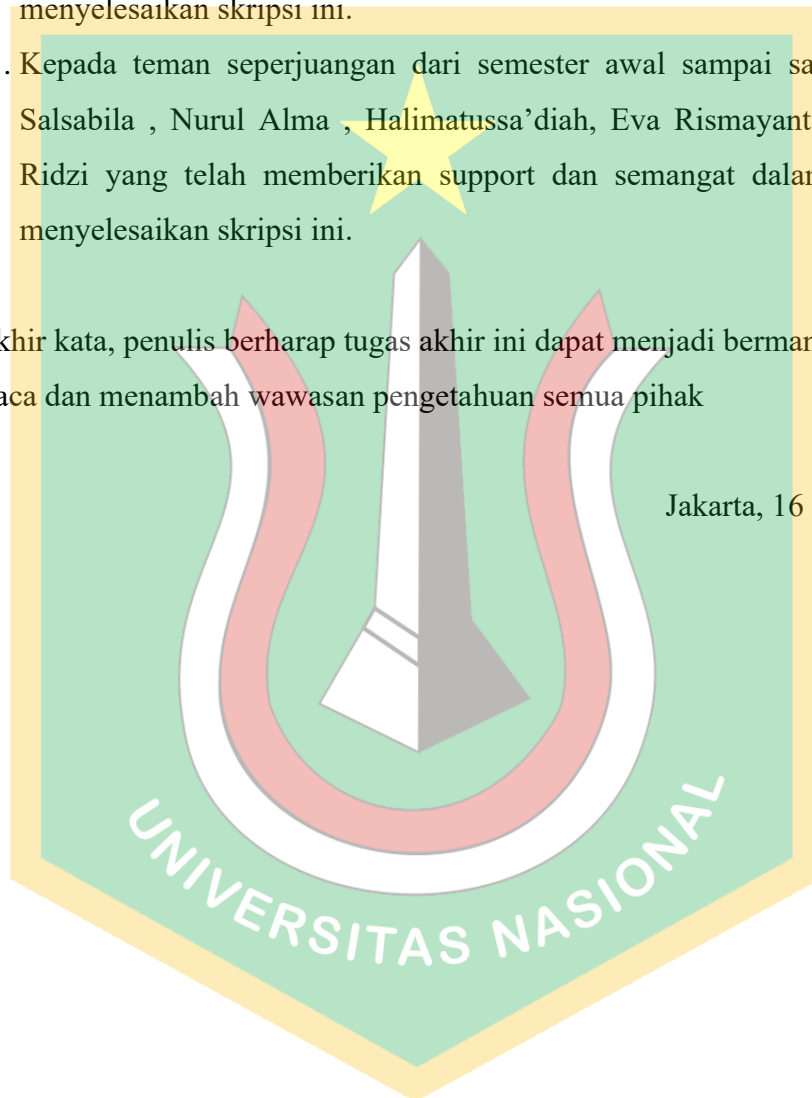 menyelesaikan skripsi ini.
. Kepada teman seperjuangan dari semester awal sampai sa
Salsabila , Nurul Alma , Halimatussa’diah, Eva Rismayant
Ridzi yang telah memberikan support dan semangat dalam
menyelesaikan skripsi ini.
khir kata, penulis berharap tugas akhir ini dapat menjadi berman
aca dan menambah wawasan pengetahuan semua pihak
Jakarta, 16
UNIVERSITAS NASIONAL